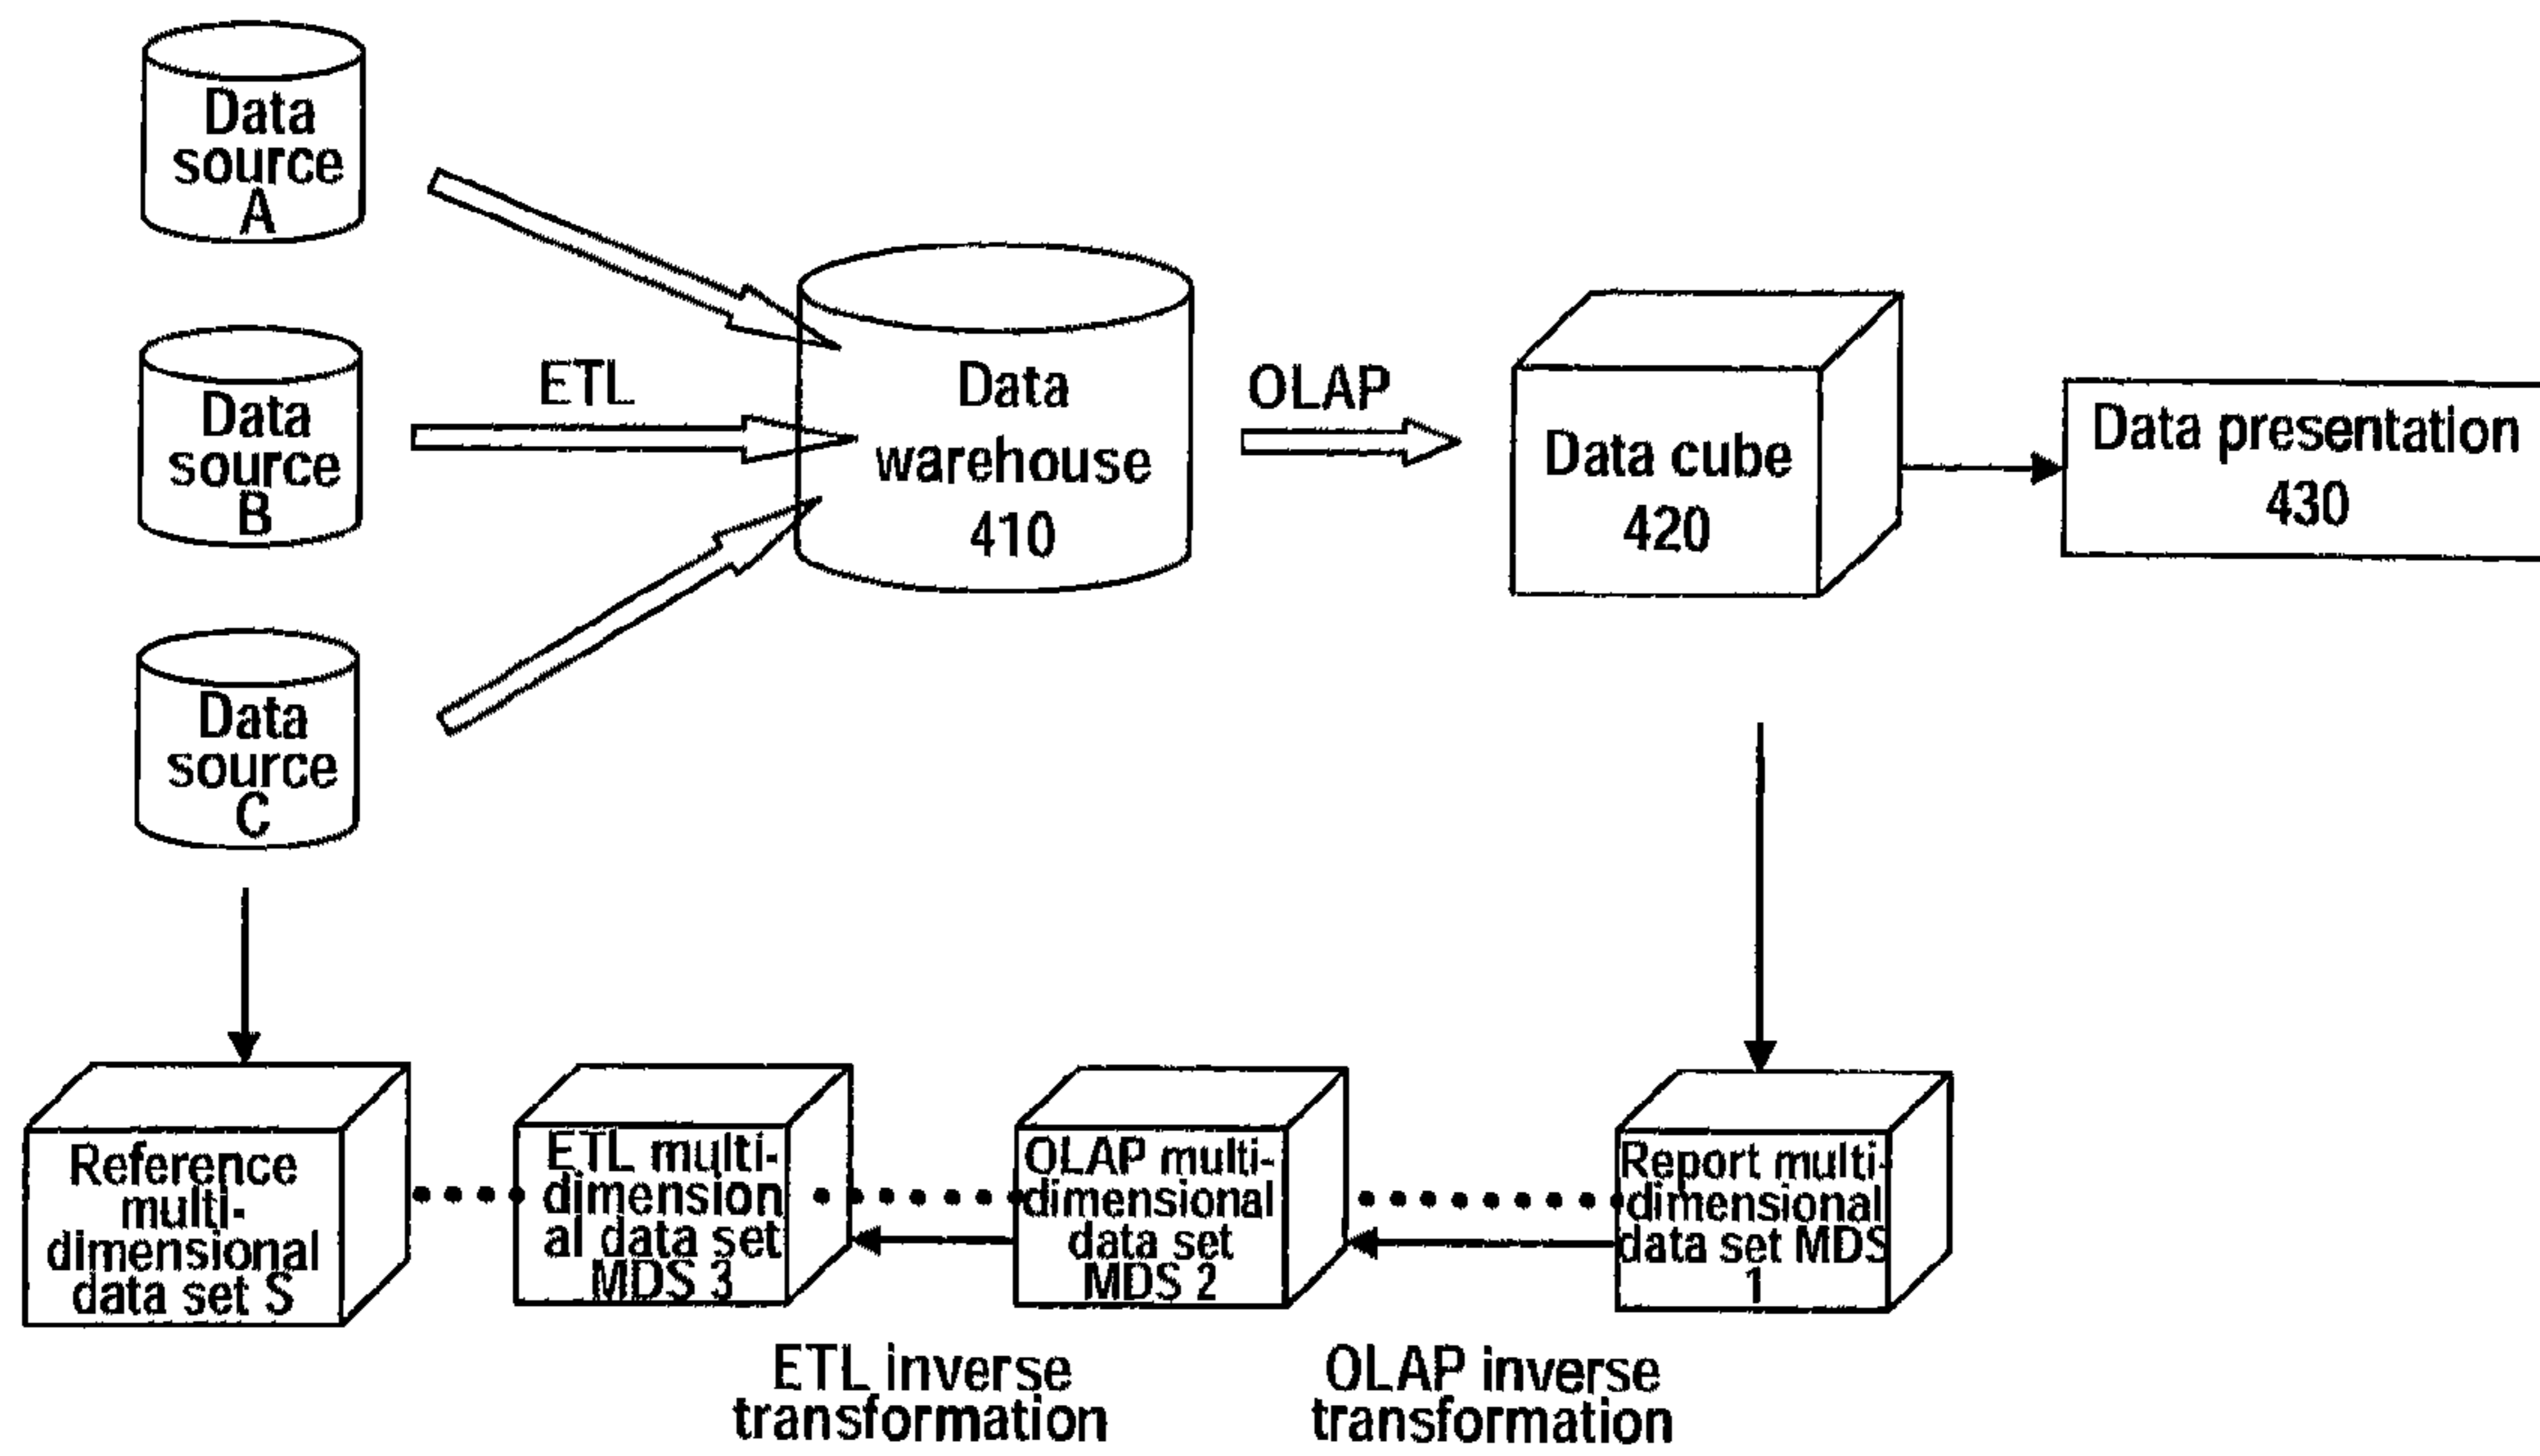 Data
source
A
Data
source
B
Data
source
C
ETL
Data
warehouse
410
OLAP
Data cube
420
Data presentation
430
Reference
multi-
dimensional
data set S
ETL multi-
dimension
al data set
MDS 3
OLAP multi-
dimensional
data set
MDS 2
Report multi-
dimensional
data set MDS
1
ETL inverse
transformation
OLAP inverse
transformation